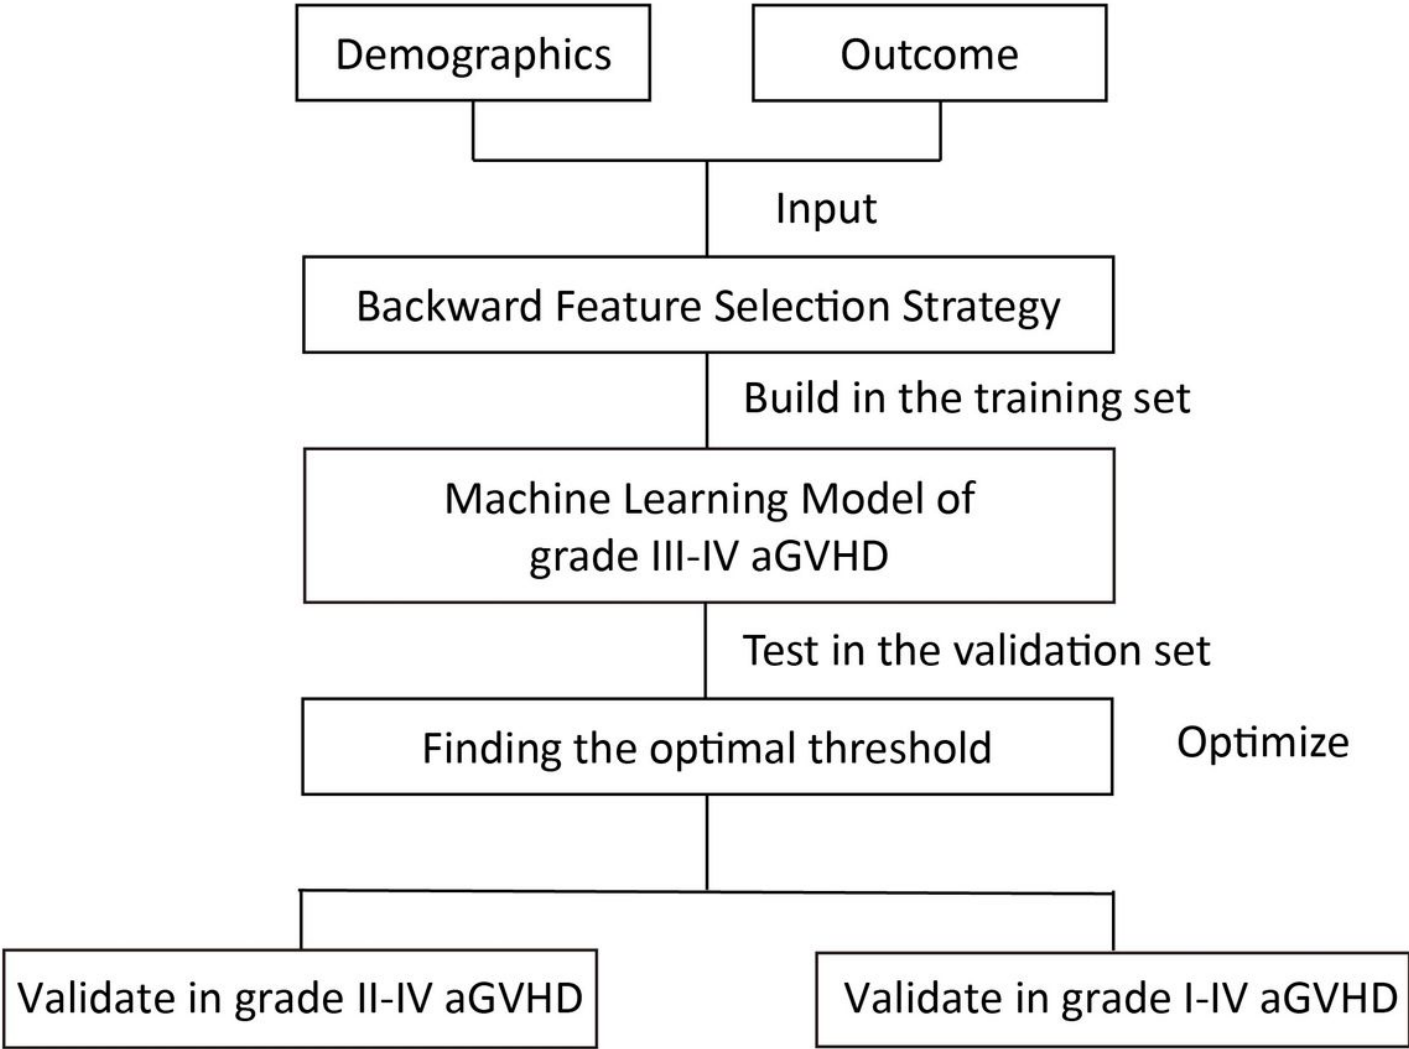 Demographics
Outcome
Input
Backward Feature Selection Strategy
Build in the training set
Machine Learning Model of
grade III-IV aGVHD
Test in the validation set
Finding the optimal threshold
Optimize
Validate in grade II-IV aGVHD
Validate in grade I-IV aGVHD